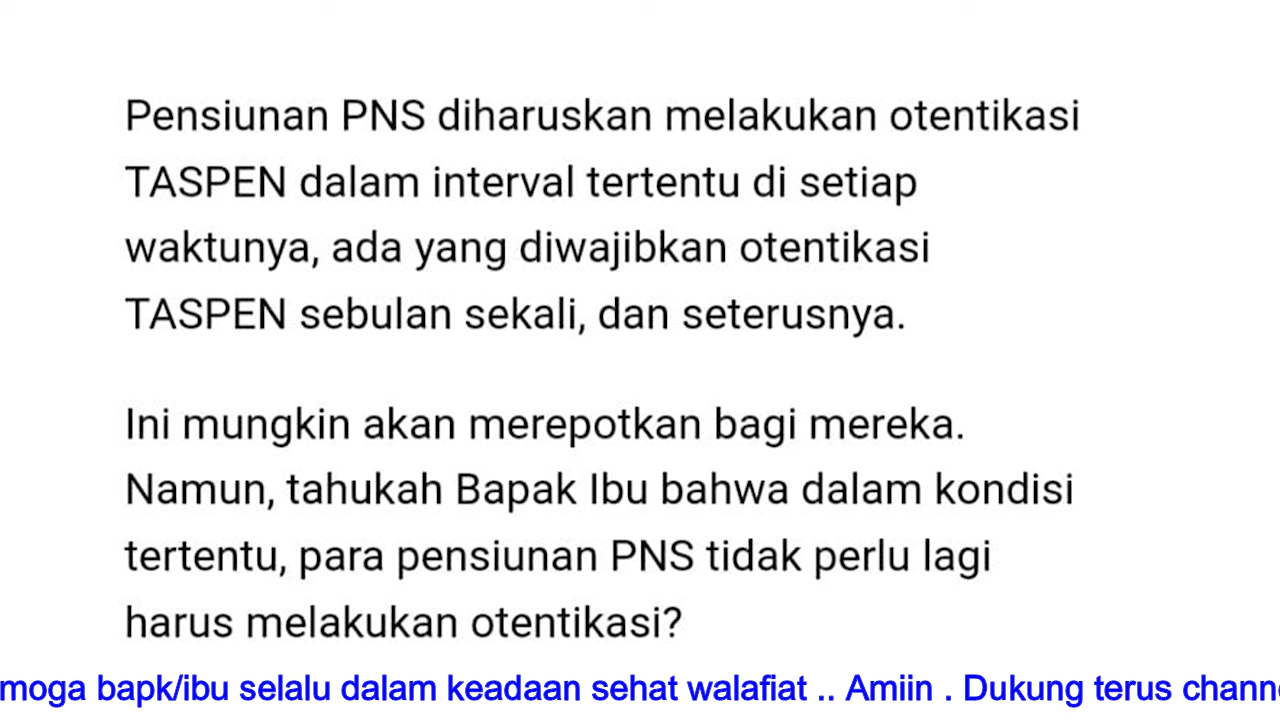 Pensiunan PNS diharuskan melakukan otentikasi
TASPEN dalam interval tertentu di setiap
waktunya, ada yang diwajibkan otentikasi
TASPEN sebulan sekali, dan seterusnya.
Ini mungkin akan merepotkan bagi mereka.
Namun, tahukah Bapak Ibu bahwa dalam kondisi
tertentu, para pensiunan PNS tidak perlu lagi
harus melakukan otentikasi?
moga bapk/ibu selalu dalam keadaan sehat walafiat .. Amiin . Dukung terus